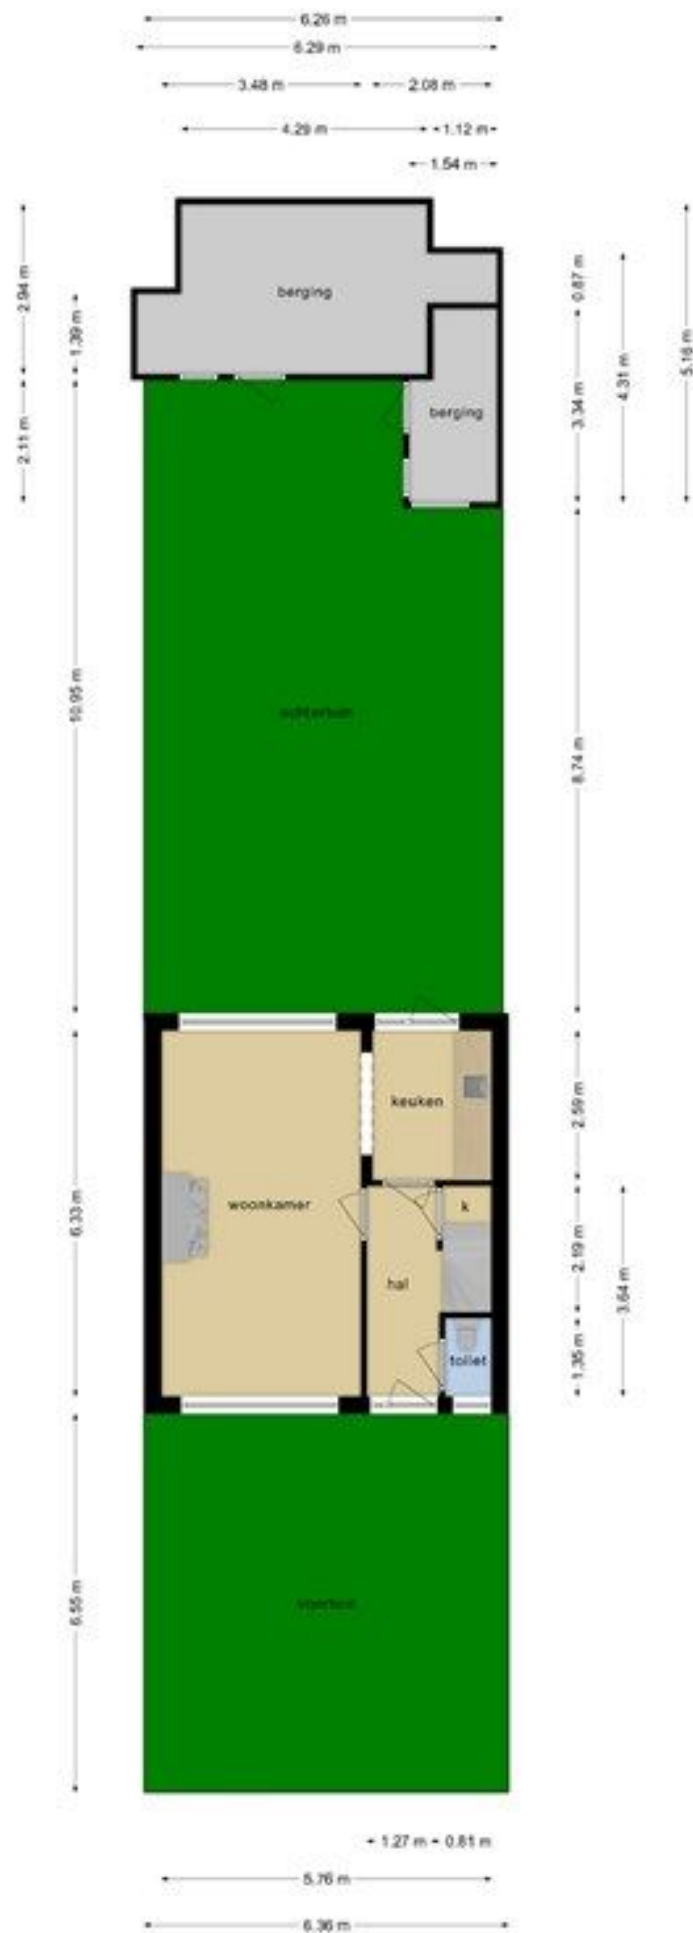 6.26 m
6.29 m
3.48 m
2.08 m
4.29 m
1.12 m
1.54 m
2.94 m
1.39 m
2.11 m
0.87 m
3.34 m
4.31 m
5.16 m
berging
berging
10.95 m
achtertuin
8.74 m
keuken
2.59 m
woonkamer
k
6.33 m
2.19 m
3.64 m
hal
toilet
1.35 m
6.55 m
voortuin
1.27 m
0.81 m
5.76 m
6.36 m